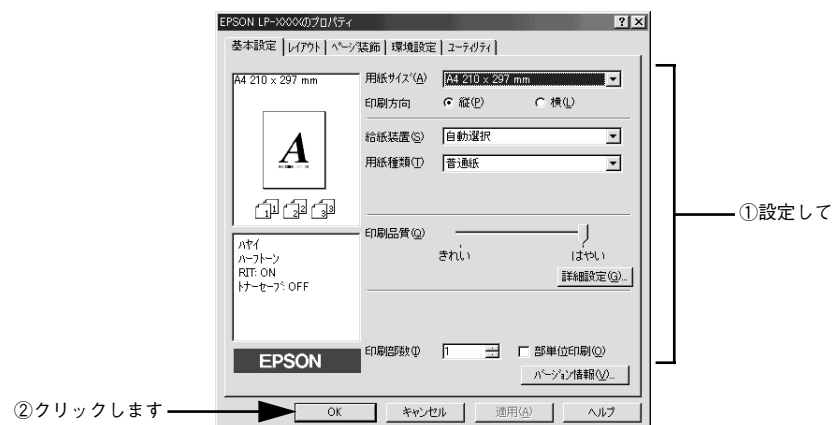 EPSON LP-XXXXのプロパティ
基本設定 レイアウト ページ装飾 環境設定 ユーティリティ
A4 210 x 297 mm
A
1 1 2 2 3 3
用紙サイズ(A) A4 210 x 297 mm
印刷方向 縦(P) 横(L)
給紙装置(S) 自動選択
用紙種類(T) 普通紙
印刷品質(Q)
きれい はやい
詳細設定(G)...
ハヤイ
ハーフトーン
RIT: ON
トナーセーブ: OFF
EPSON
印刷部数(I) 1 部単位印刷(O)
バージョン情報(V)...
OK キャンセル 適用(A) ヘルプ
①設定して
②クリックします